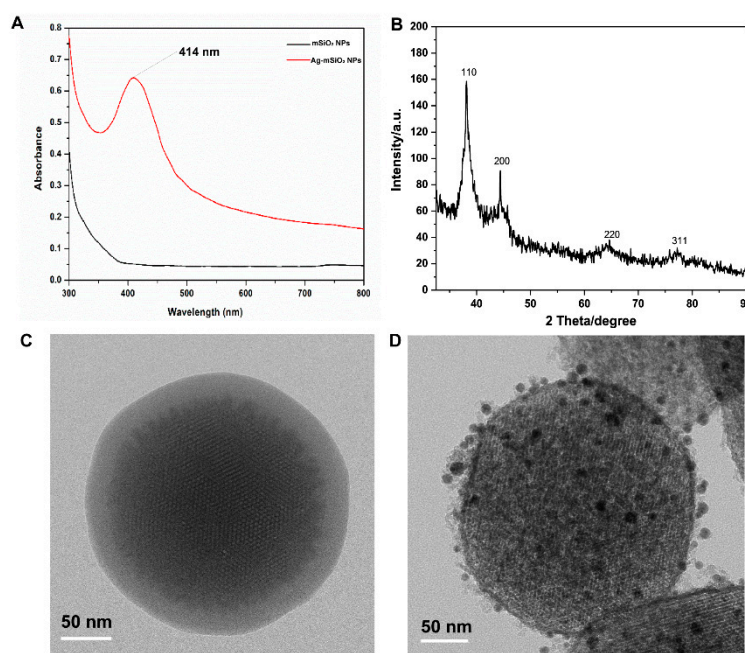 A
414 nm
mSiO₂ NPs
Ag-mSiO₂ NPs
0.8
0.7
0.6
0.5
0.4
0.3
0.2
0.1
0.0
300
400
500
600
700
800
Absorbance
Wavelength (nm)
B
200
180
160
140
120
100
80
60
40
20
0
110
200
220
311
40
50
60
70
80
90
Intensity/a.u.
2 Theta/degree
C
50 nm
D
50 nm